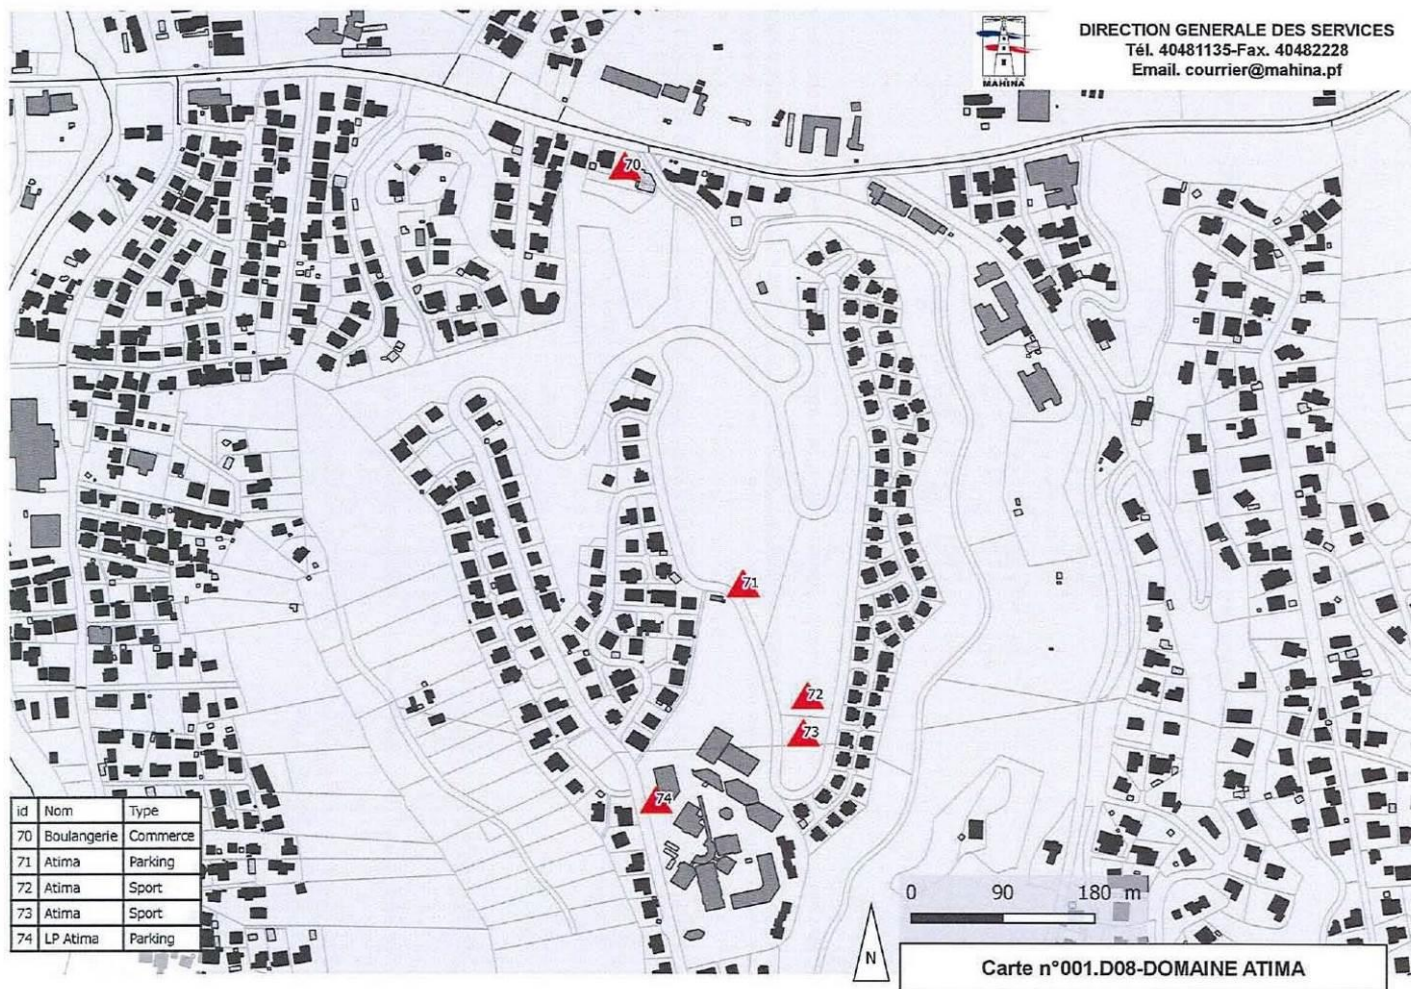 DIRECTION GENERALE DES SERVICES
Tél. 40481135-Fax. 40482228
Email. courrier@mahina.pf
MAHINA
70
71
72
73
74
id Nom Type
70 Boulangerie Commerce
71 Atima Parking
72 Atima Sport
73 Atima Sport
74 LP Atima Parking
0 90 180 m
N
Carte n°001.D08-DOMAINE ATIMA